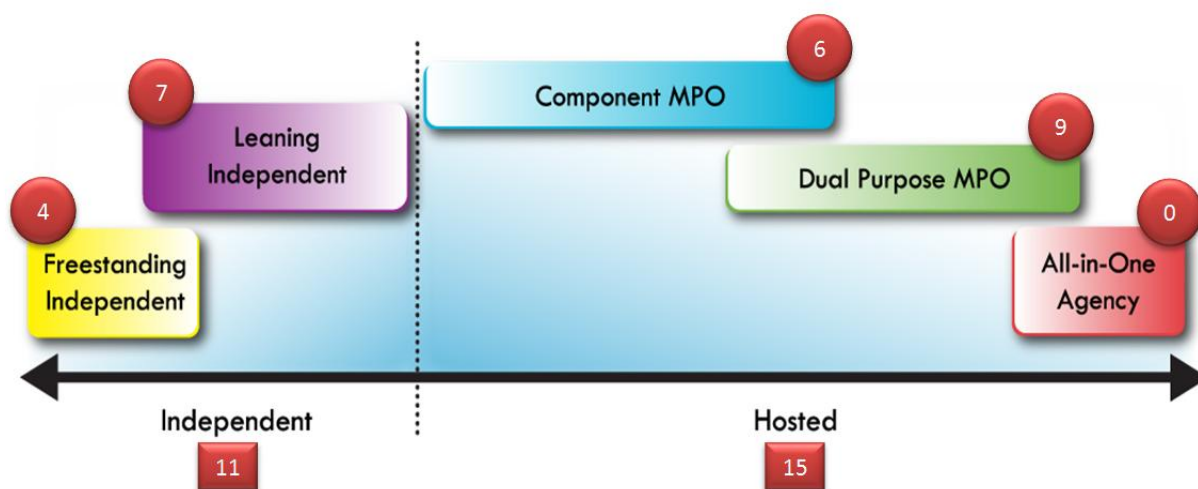 6
Component MPO
7
Leaning
Independent
9
Dual Purpose MPO
4
Freestanding
Independent
0
All-in-One
Agency
Independent
Hosted
11
15